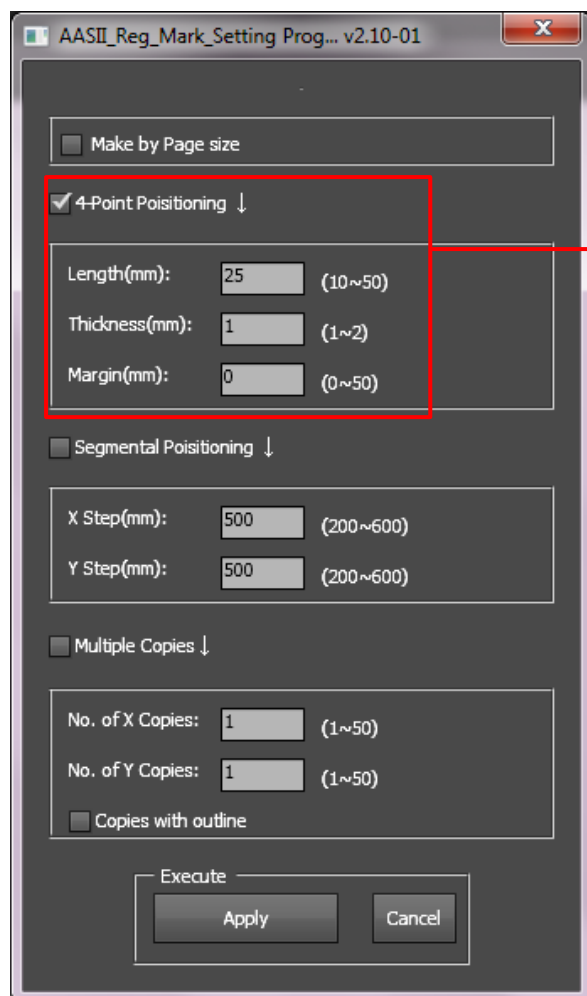 AASII_Reg_Mark_Setting Prog... v2.10-01
Make by Page size
4-Point Poisitioning ↓
Length(mm): 25 (10~50)
Thickness(mm): 1 (1~2)
Margin(mm): 0 (0~50)
Segmental Poisitioning ↓
X Step(mm): 500 (200~600)
Y Step(mm): 500 (200~600)
Multiple Copies ↓
No. of X Copies: 1 (1~50)
No. of Y Copies: 1 (1~50)
Copies with outline
Execute
Apply Cancel